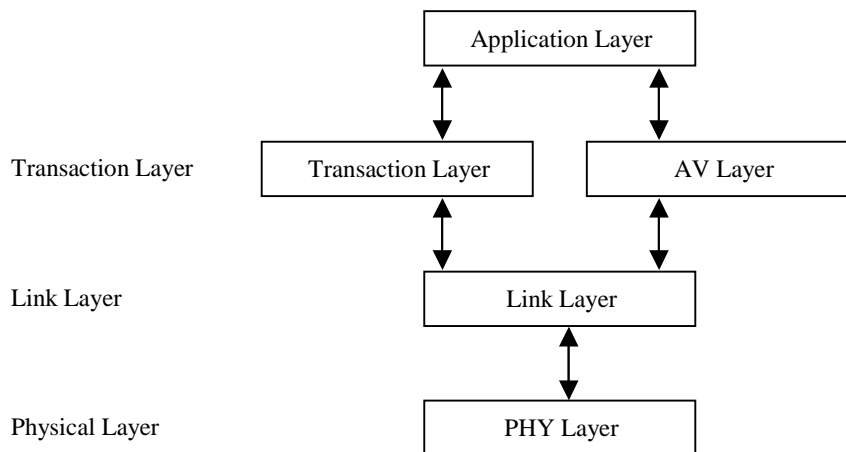 Application Layer
Transaction Layer
Transaction Layer
AV Layer
Link Layer
Link Layer
Physical Layer
PHY Layer